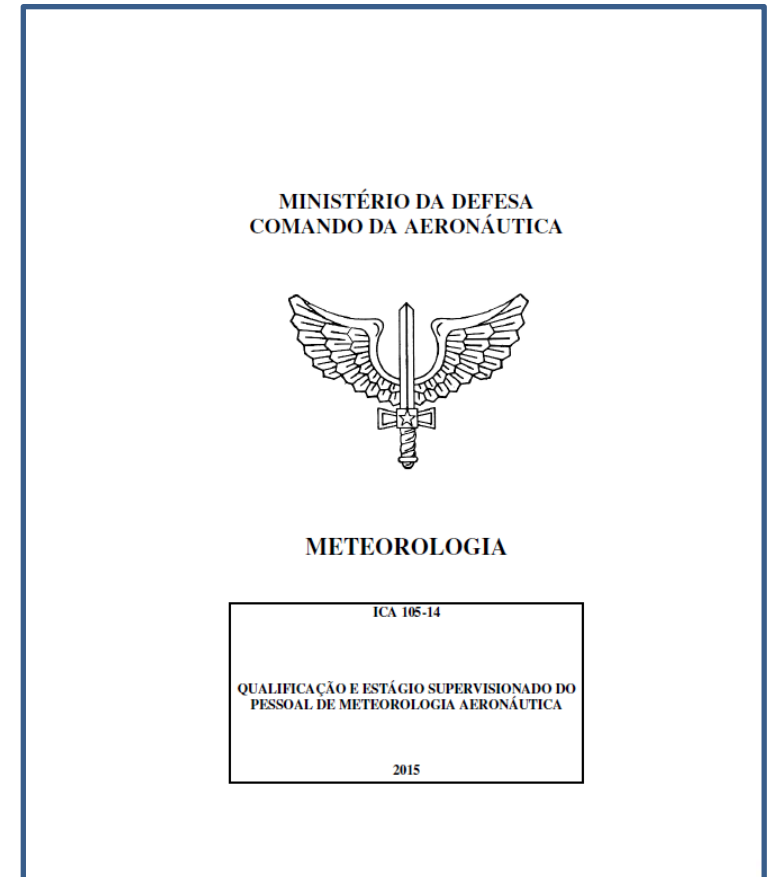 MINISTÉRIO DA DEFESA
COMANDO DA AERONÁUTICA
METEOROLOGIA
ICA 105-14
QUALIFICAÇÃO E ESTÁGIO SUPERVISIONADO DO
PESSOAL DE METEOROLOGIA AERONÁUTICA
2015